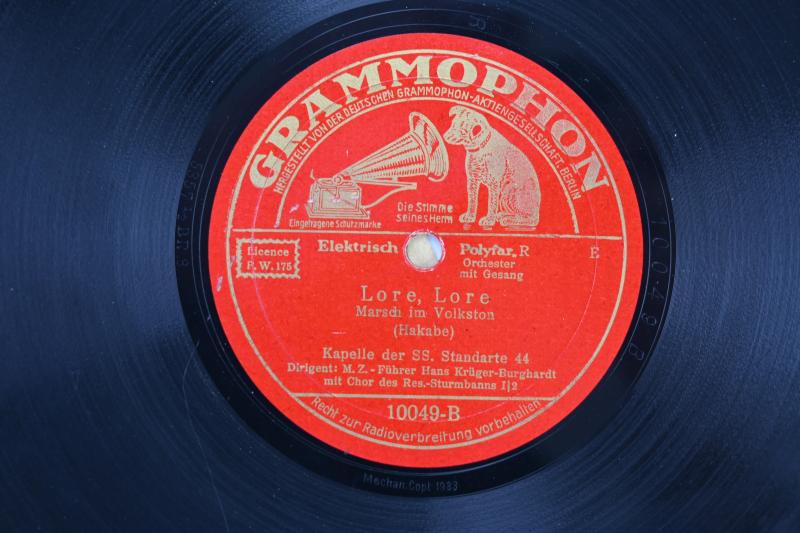 GRAMMOPHON
HERGESTELLT VON DER DEUTSCHEN GRAMMOPHON-AKTIENGESELLSCHAFT, BERLIN
Die Stimme
seines Herrn
Eingetragene Schutzmarke
Licence
P. W. 175
Elektrisch
Polyfar„R
E
Orchester
mit Gesang
Lore, Lore
Marsch im Volkston
(Hakabe)
Kapelle der SS. Standarte 44
Dirigent: M. Z. - Führer Hans Krüger-Burghardt
mit Chor des Res.-Sturmbanns I|2
10049-B
Recht zur Radioverbreitung vorbehalten
Mechan. Copt 1933
10049 B